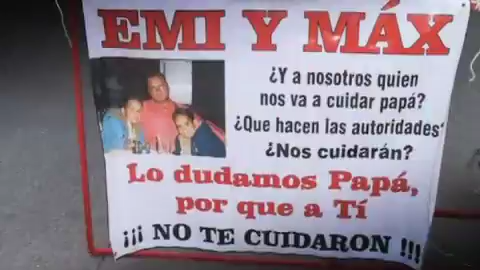 EMI Y MÁX
¿Y a nosotros quien
nos va a cuidar papá?
¿Que hacen las autoridades
¿Nos cuidarán?
Lo dudamos Papá,
por que a Tí
¡¡¡ NO TE CUIDARON !!!